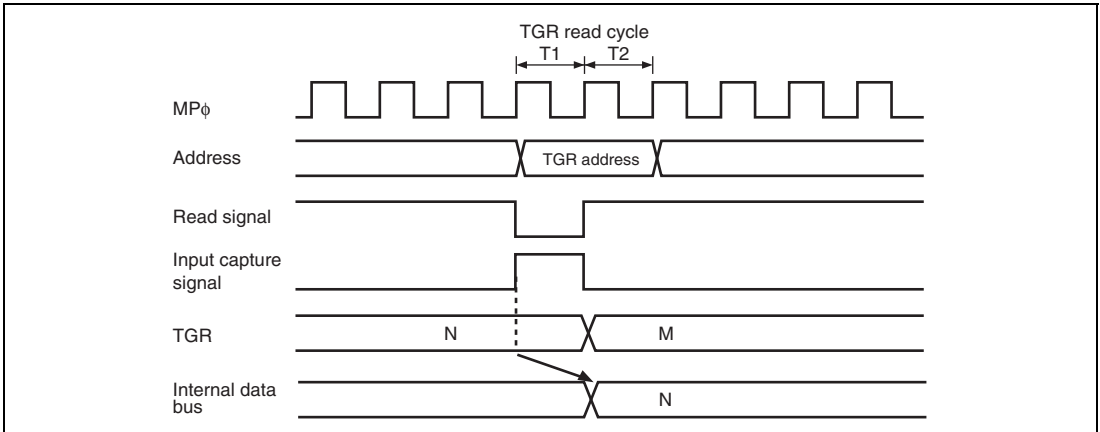 TGR read cycle
T1 T2
MPϕ
Address
TGR address
Read signal
Input capture
signal
TGR N M
Internal data
bus
N